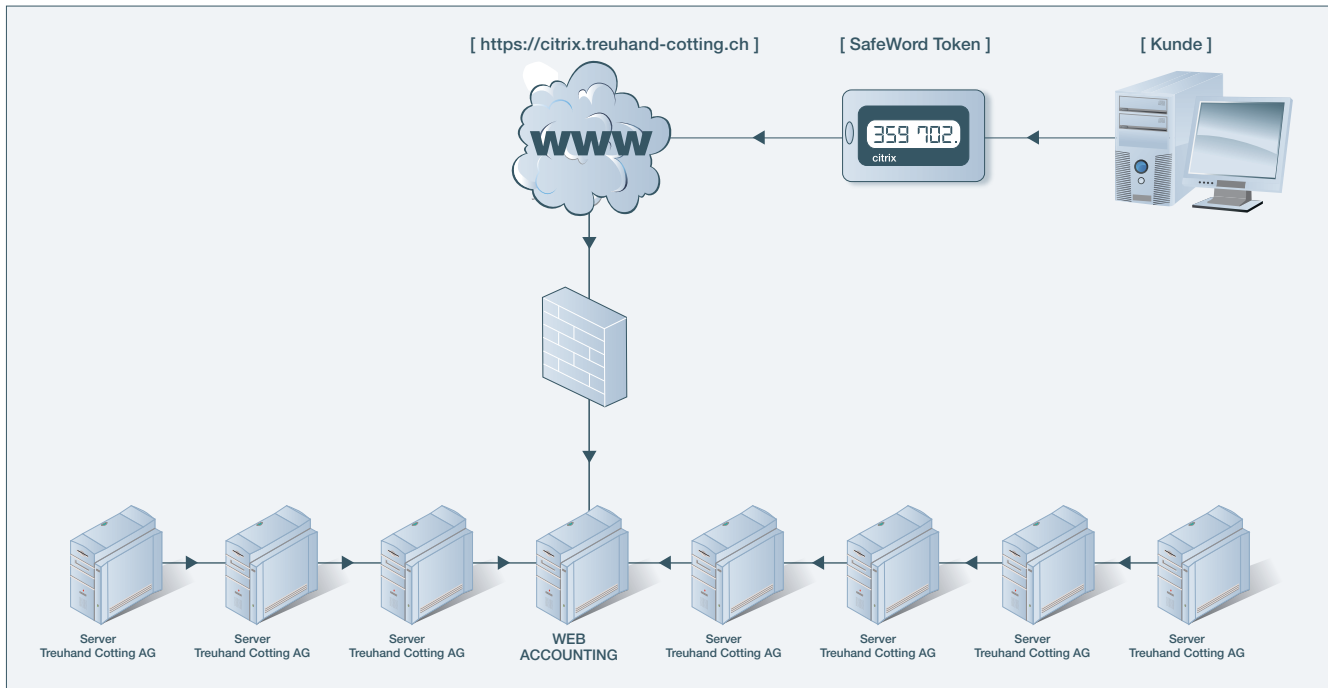 [ https://citrix.treuhand-cotting.ch ]
[ SafeWord Token ]
[ Kunde ]
www
359 702.
citrix
Server
Treuhand Cotting AG
Server
Treuhand Cotting AG
Server
Treuhand Cotting AG
WEB
ACCOUNTING
Server
Treuhand Cotting AG
Server
Treuhand Cotting AG
Server
Treuhand Cotting AG
Server
Treuhand Cotting AG